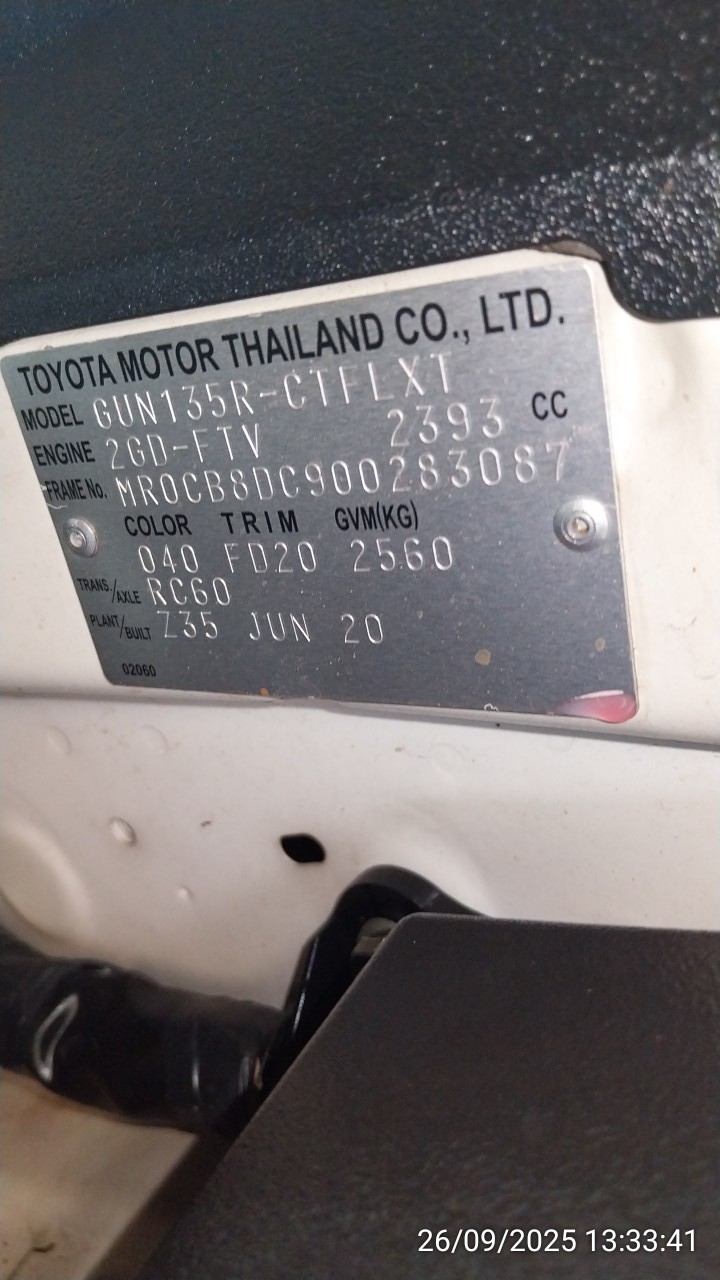 TOYOTA MOTOR THAILAND CO., LTD.
MODEL GUN135R-CTFLXT
ENGINE 2GD-FTV 2393 CC
FRAME No. MR0CB8DC900283087
COLOR TRIM GVM(KG)
040 FD20 2560
TRANS./AXLE RC60
PLANT/BUILT Z35 JUN 20
02060
26/09/2025 13:33:41